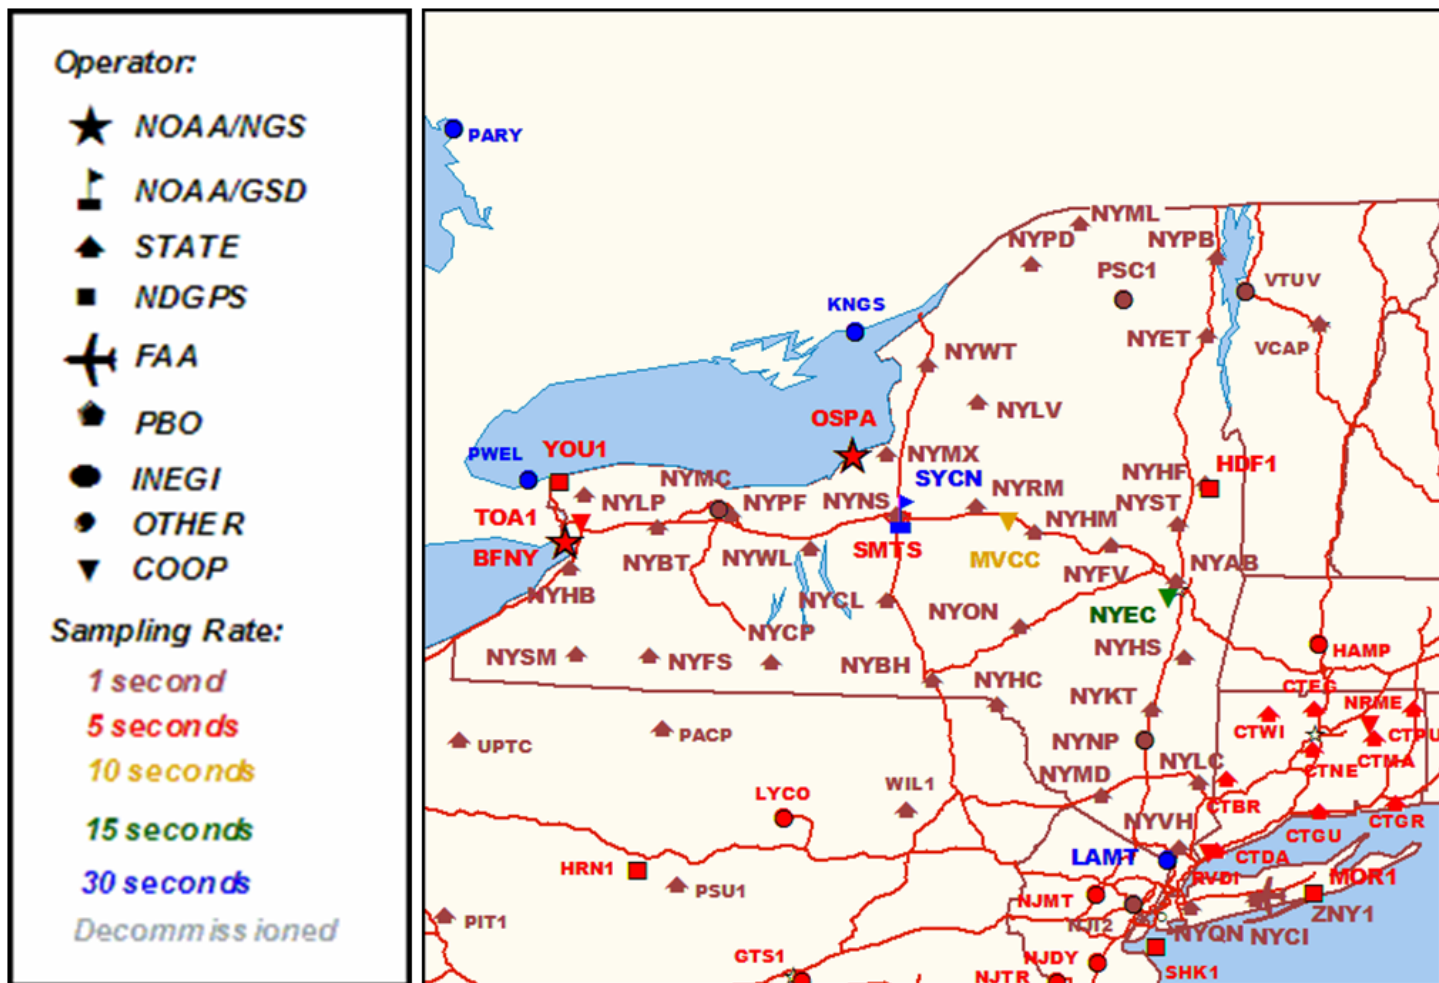 Operator:
NOAA/NGS
NOAA/GSD
STATE
NDGPS
FAA
PBO
INEGI
OTHER
COOP
Sampling Rate:
1 second
5 seconds
10 seconds
15 seconds
30 seconds
Decommissioned
PARY
NYML
NYPD
NYPB
PSC1
VTUV
KNGS
NYET
VCAP
NYWT
NYLV
OSPA
YOU1
PWEL
NYMX
SYCN
NYHF
HDF1
NYMC
NYLP
NYPF
NYNS
NYRM
NYST
TOA1
NYHM
BFNY
NYBT
NYWL
SMTS
MVCC
NYFV
NYAB
NYHB
NYCL
NYON
NYEC
NYCP
NYHS
HAMP
NYSM
NYFS
NYBH
NYHC
CTEG
NYKT
NRME
UPTC
PACP
NYNP
CTWI
CTPU
NYMD
NYLC
CTNE
CTMA
LYCO
WIL1
CTBR
NYVH
CTGU
CTGR
HRN1
LAMT
CTDA
PSU1
RVDI
MOR1
NJMT
ZNY1
PIT1
NJI2
NYQN
NYCI
GTS1
NJDY
NJTR
SHK1